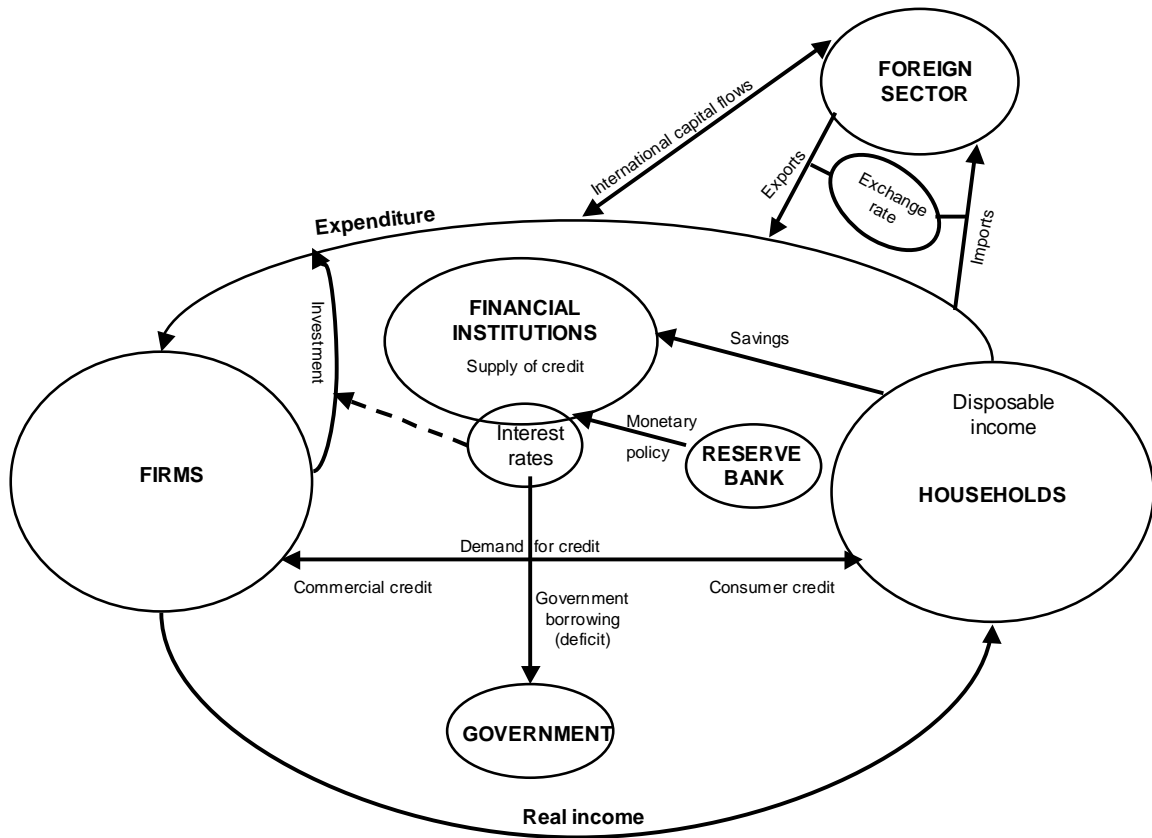 FOREIGN
SECTOR
International capital flows
Exports
Exchange
rate
Imports
Expenditure
Investment
FINANCIAL
INSTITUTIONS
Supply of credit
Savings
Disposable
income
HOUSEHOLDS
Interest
rates
Monetary
policy
RESERVE
BANK
FIRMS
Demand for credit
Commercial credit
Consumer credit
Government
borrowing
(deficit)
GOVERNMENT
Real income